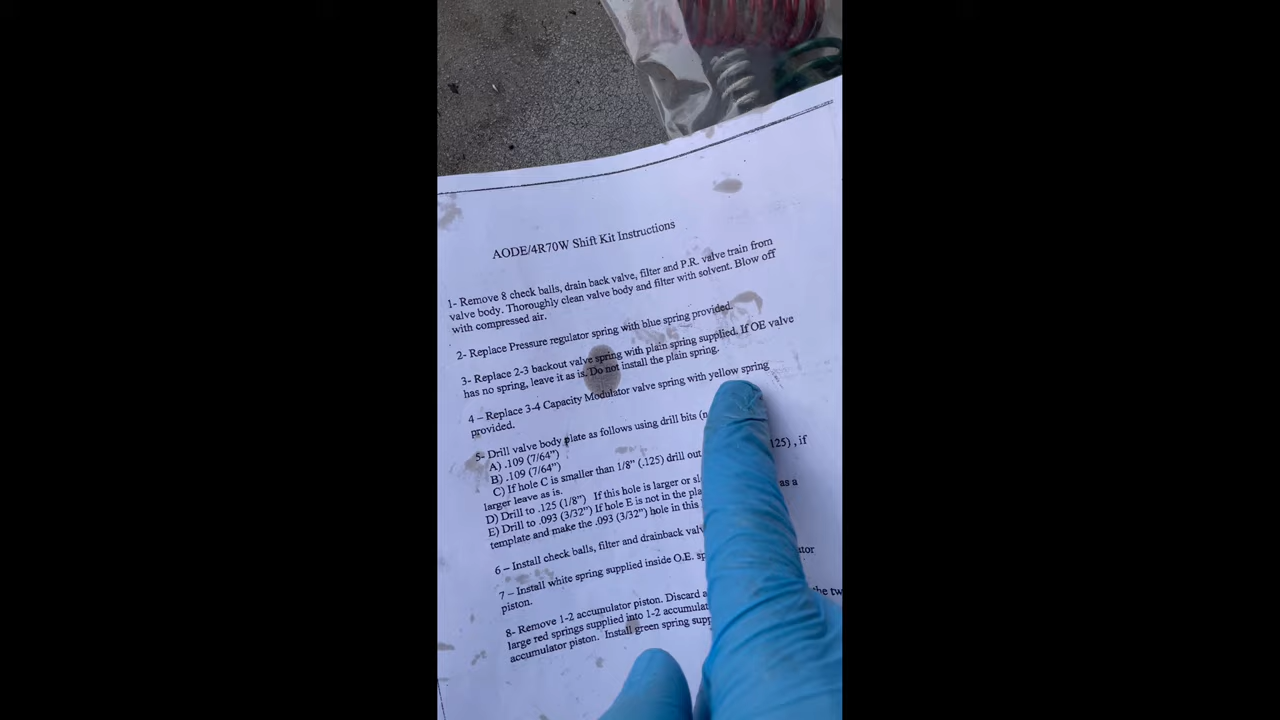 AODE/4R70W Shift Kit Instructions
1- Remove 8 check balls, drain back valve, filter and P.R. valve train from
valve body. Thoroughly clean valve body and filter with solvent. Blow off
with compressed air.
2- Replace Pressure regulator spring with blue spring provided.
3- Replace 2-3 backout valve spring with plain spring supplied. If OE valve
has no spring, leave it as is. Do not install the plain spring.
4 – Replace 3-4 Capacity Modulator valve spring with yellow spring
provided.
5- Drill valve body plate as follows using drill bits
A) .109 (7/64")
B) .109 (7/64")
C) If hole C is smaller than 1/8" (.125) drill out 125) , if
larger leave as is.
D) Drill to .125 (1/8") If this hole is larger or as a
E) Drill to .093 (3/32") If hole E is not in the
template and make the .093 (3/32") hole in this
6 – Install check balls, filter and drainback
7 – Install white spring supplied inside O.E.
piston.
8- Remove 1-2 accumulator piston. Discard
large red springs supplied into 1-2
accumulator piston. Install green spring